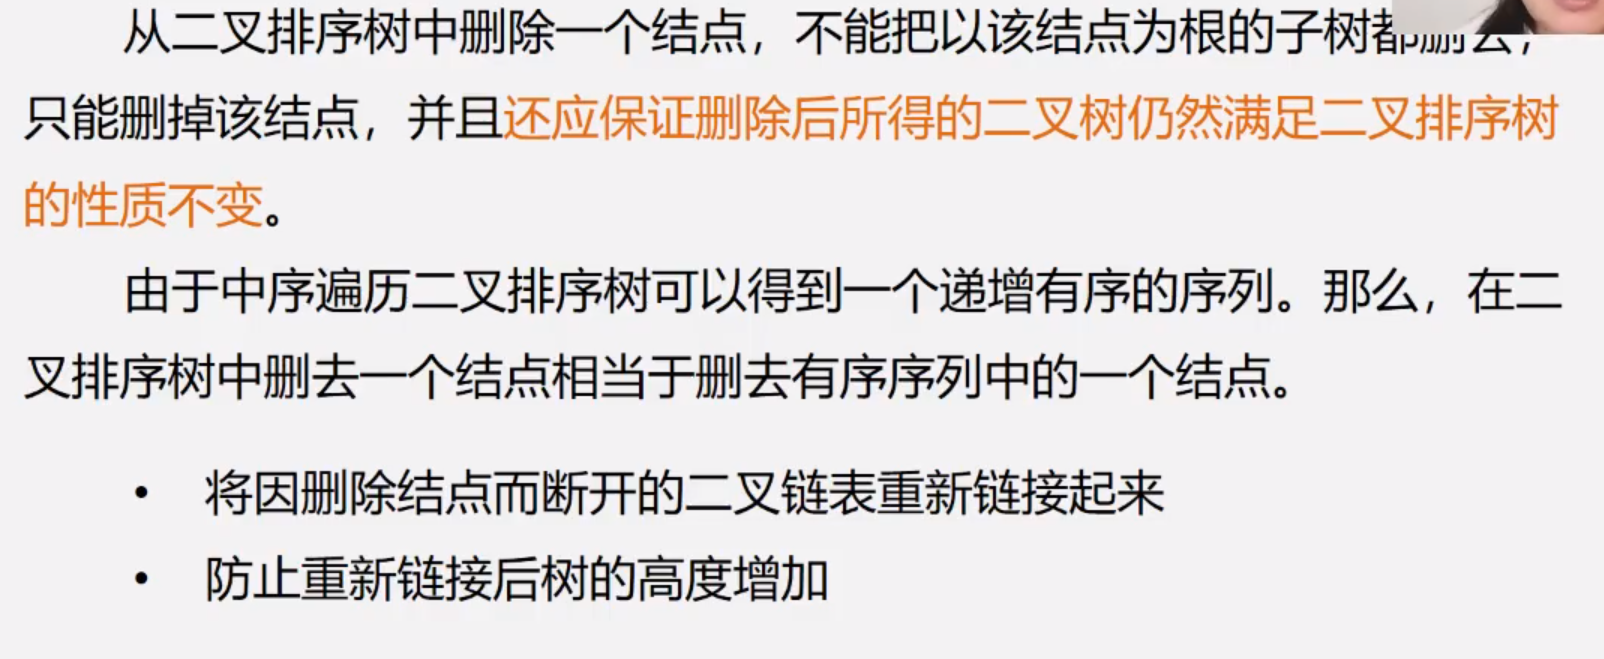 从二叉排序树中删除一个结点，不能把以该结点为根的子树都删去，
只能删掉该结点，并且还应保证删除后所得的二叉树仍然满足二叉排序树
的性质不变。
由于中序遍历二叉排序树可以得到一个递增有序的序列。那么，在二
叉排序树中删去一个结点相当于删去有序序列中的一个结点。
• 将因删除结点而断开的二叉链表重新链接起来
• 防止重新链接后树的高度增加